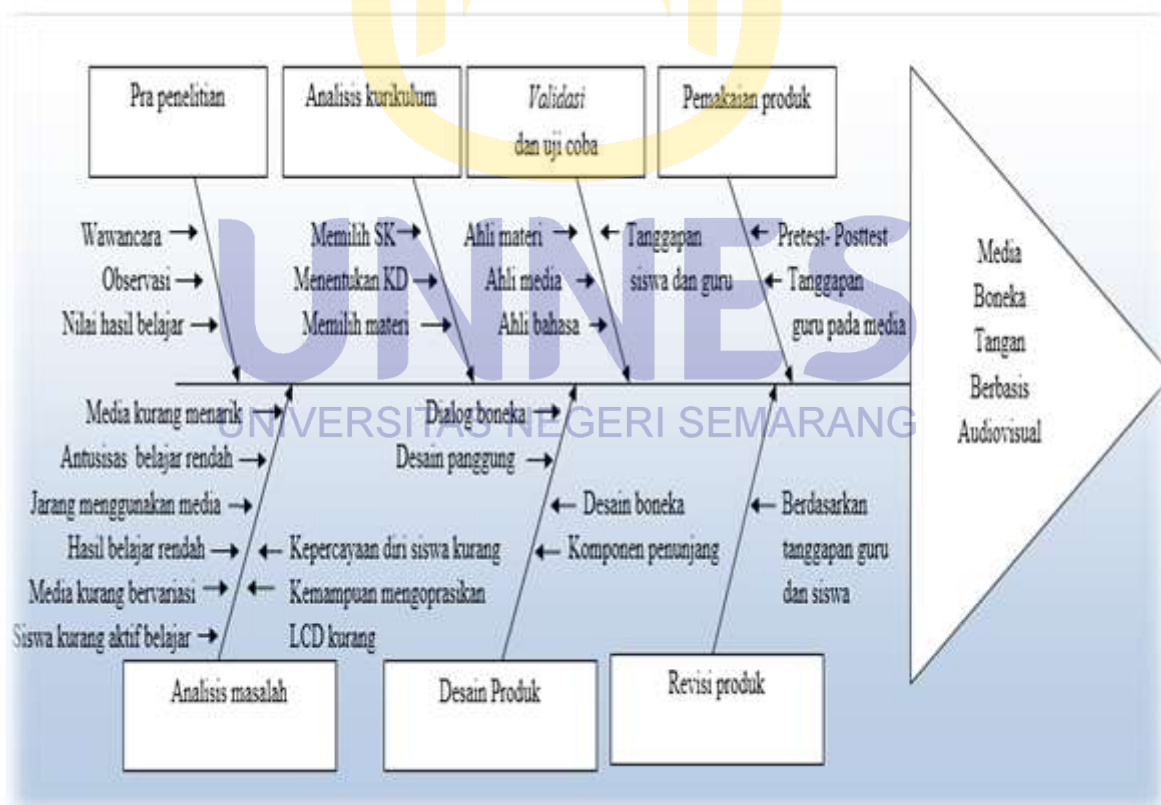 Pra penelitian
Analisis kurikulum
Validasi
dan uji coba
Pemakaian produk
Wawancara
Observasi
Nilai hasil belajar
Memilih SK
Menentukan KD
Memilih materi
Ahli materi
Ahli media
Ahli bahasa
Tanggapan
siswa dan guru
Pretest- Posttest
Tanggapan
guru pada media
Media
Boneka
Tangan
Berbasis
Audiovisual
UNNES
UNIVERSITAS NEGERI SEMARANG
Media kurang menarik
Antusisas belajar rendah
Jarang menggunakan media
Hasil belajar rendah
Media kurang bervariasi
Siswa kurang aktif belajar
Kepercayaan diri siswa kurang
Kemampuan mengoprasikan
LCD kurang
Dialog boneka
Desain panggung
Desain boneka
Komponen penunjang
Berdasarkan
tanggapan guru
dan siswa
Analisis masalah
Desain Produk
Revisi produk